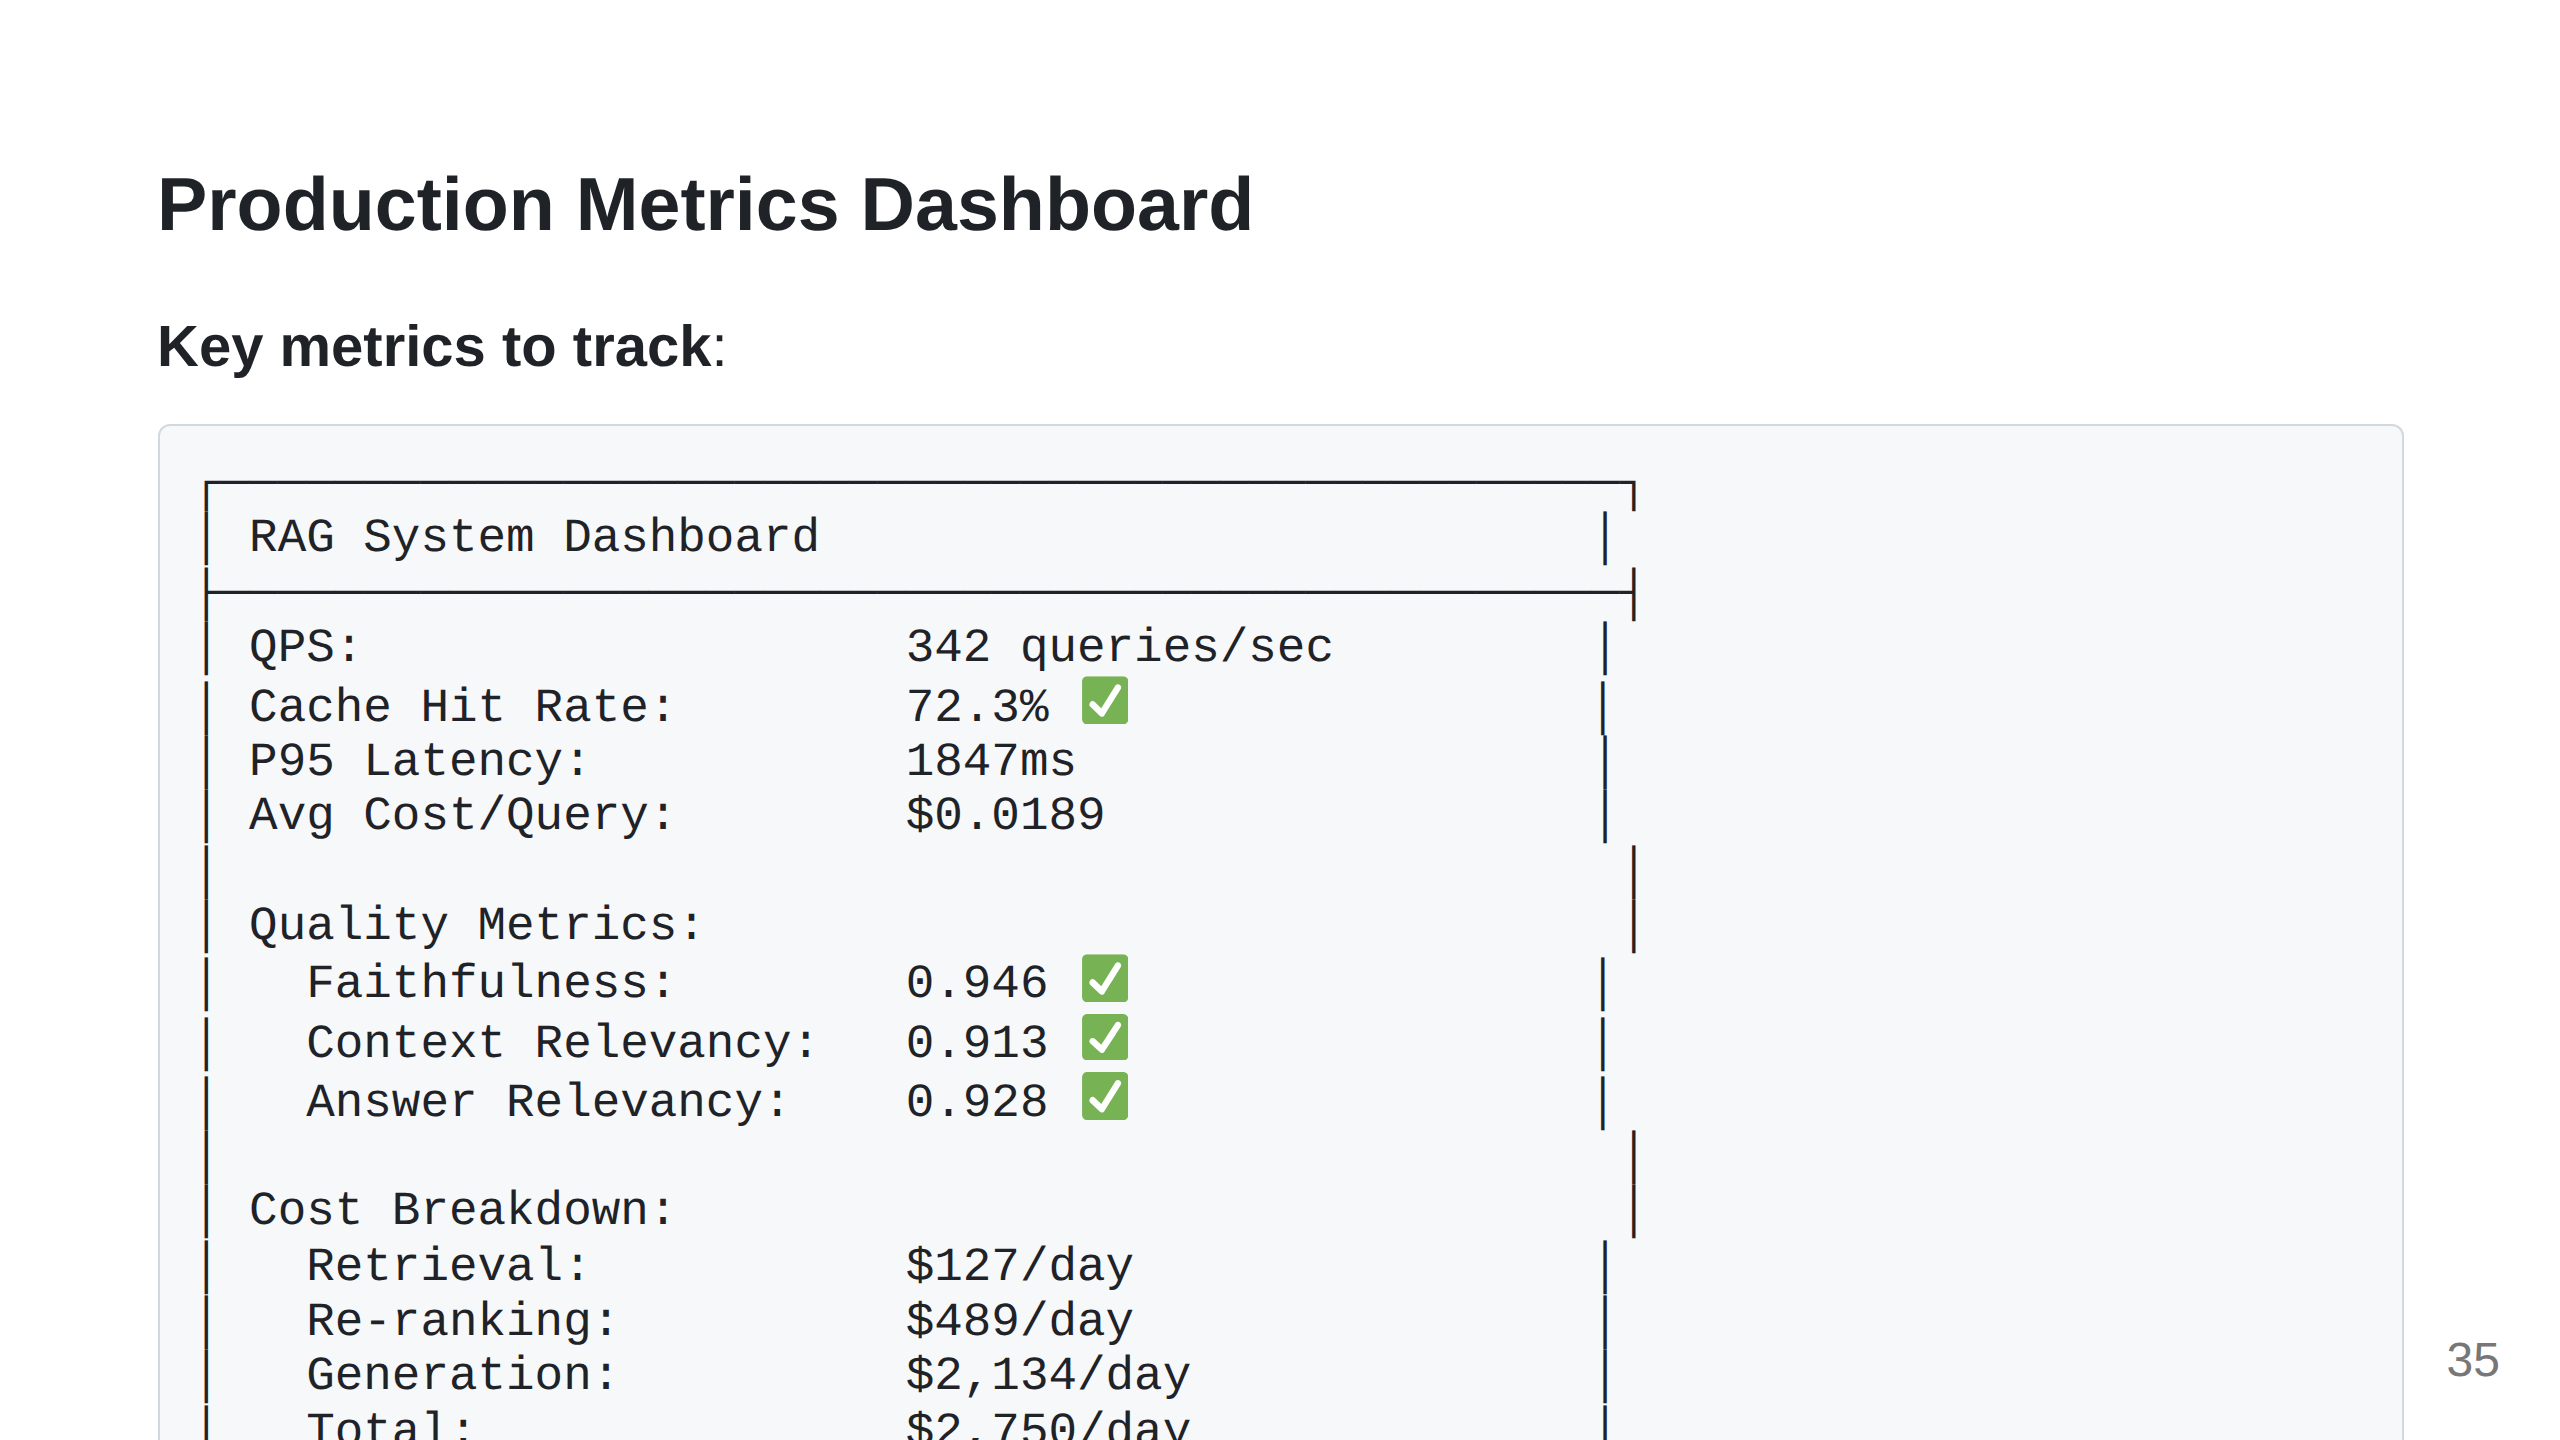 Production Metrics Dashboard
Key metrics to track:
RAG System Dashboard
QPS: 342 queries/sec
Cache Hit Rate: 72.3% ✅
P95 Latency: 1847ms
Avg Cost/Query: $0.0189
Quality Metrics:
Faithfulness: 0.946 ✅
Context Relevancy: 0.913 ✅
Answer Relevancy: 0.928 ✅
Cost Breakdown:
Retrieval: $127/day
Re-ranking: $489/day
Generation: $2,134/day
Total: $2,750/day
35